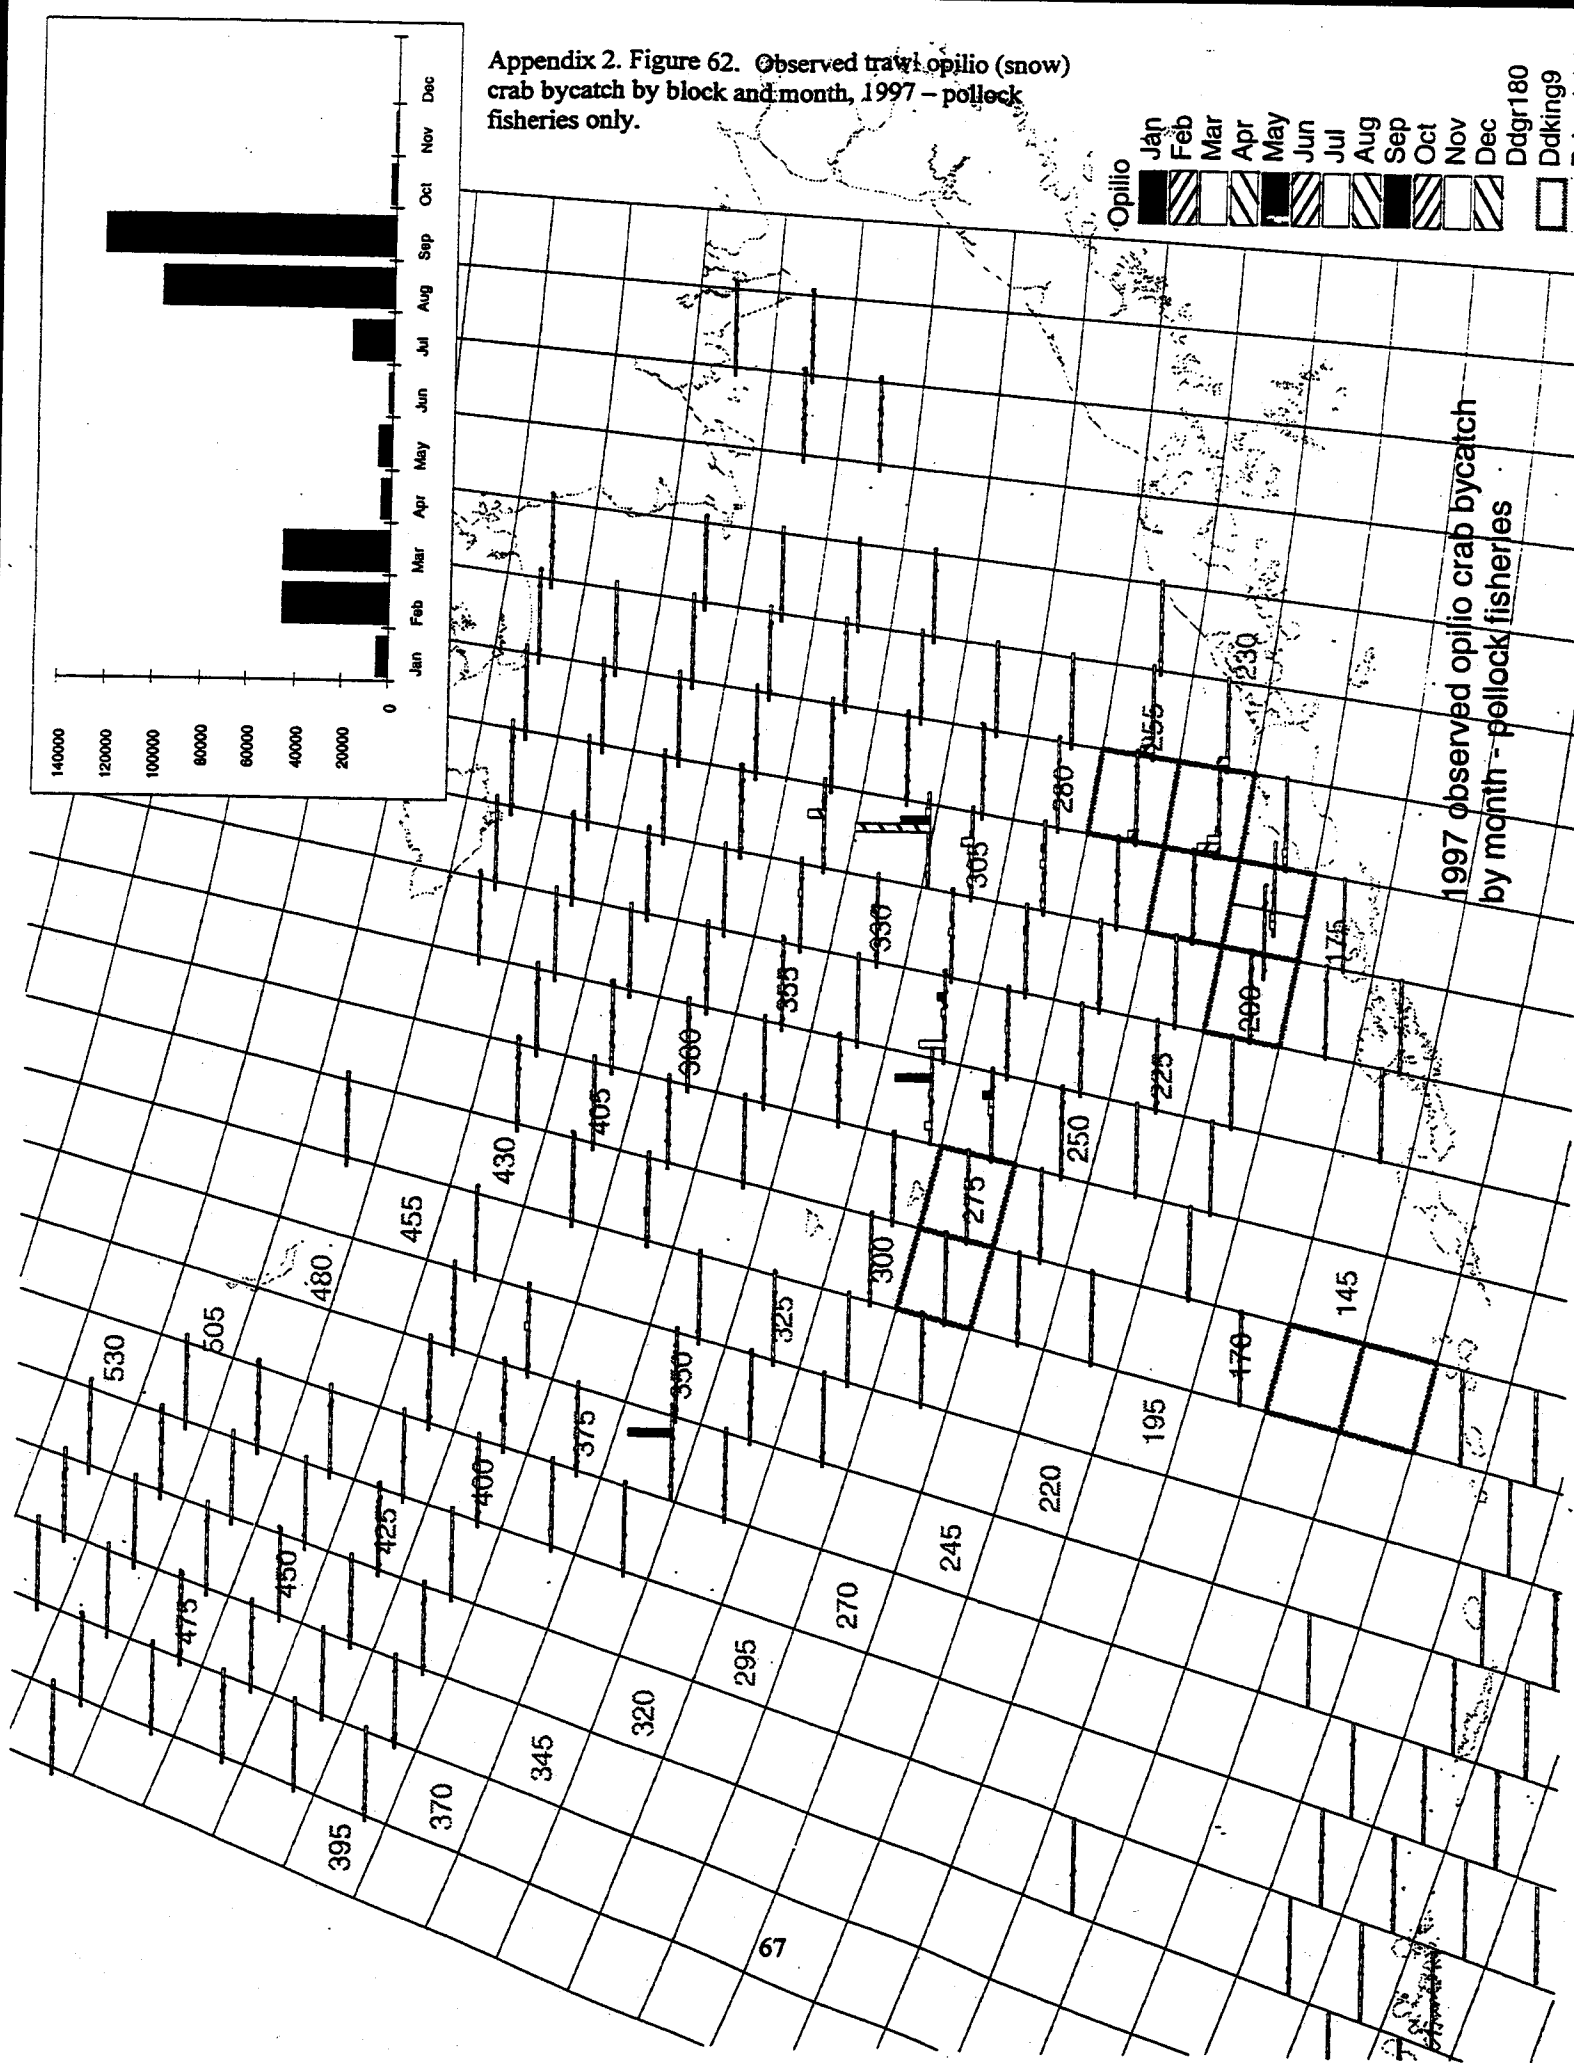 Appendix 2. Figure 62. Observed trawl opilio (snow)
crab bycatch by block and month, 1997 – pollock
fisheries only.
140000
120000
100000
80000
60000
40000
20000
0
Jan
Feb
Mar
Apr
May
Jun
Jul
Aug
Sep
Oct
Nov
Dec
Opilio
Jan
Feb
Mar
Apr
May
Jun
Jul
Aug
Sep
Oct
Nov
Dec
Ddgr180
Ddking9
1997 observed opilio crab bycatch
by month - pollock fisheries
530
505
480
455
430
405
380
355
330
305
280
255
230
475
450
425
400
375
350
325
300
275
250
225
200
175
395
370
345
320
295
270
245
220
195
170
145
67